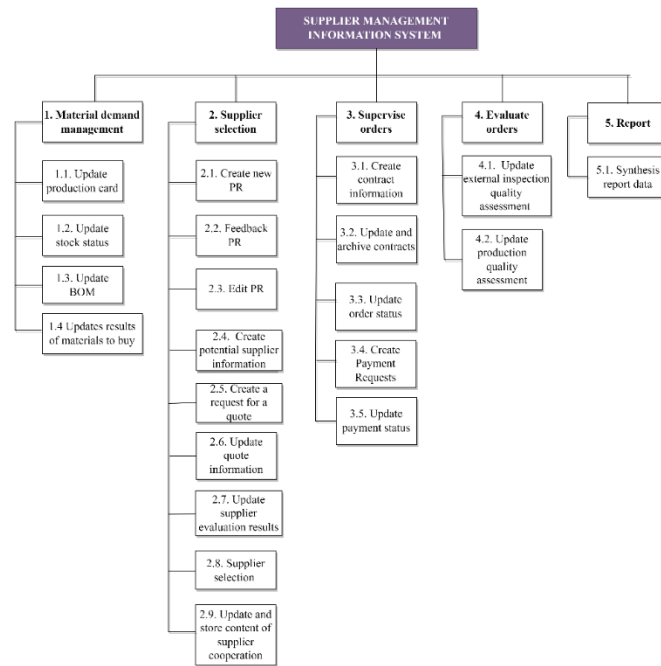 SUPPLIER MANAGEMENT
INFORMATION SYSTEM
1. Material demand
management
1.1. Update
production card
1.2. Update
stock status
1.3. Update
BOM
1.4 Updates results
of materials to buy
2. Supplier
selection
2.1. Create new
PR
2.2. Feedback
PR
2.3. Edit PR
2.4. Create
potential supplier
information
2.5. Create a
request for a
quote
2.6. Update
quote
information
2.7. Update
supplier
evaluation results
2.8. Supplier
selection
2.9. Update and
store content of
supplier
cooperation
3. Supervise
orders
3.1. Create
contract
information
3.2. Update and
archive contracts
3.3. Update
order status
3.4. Create
Payment
Requests
3.5. Update
payment status
4. Evaluate
orders
4.1. Update
external inspection
quality
assessment
4.2. Update
production
quality
assessment
5. Report
5.1. Synthesis
report data